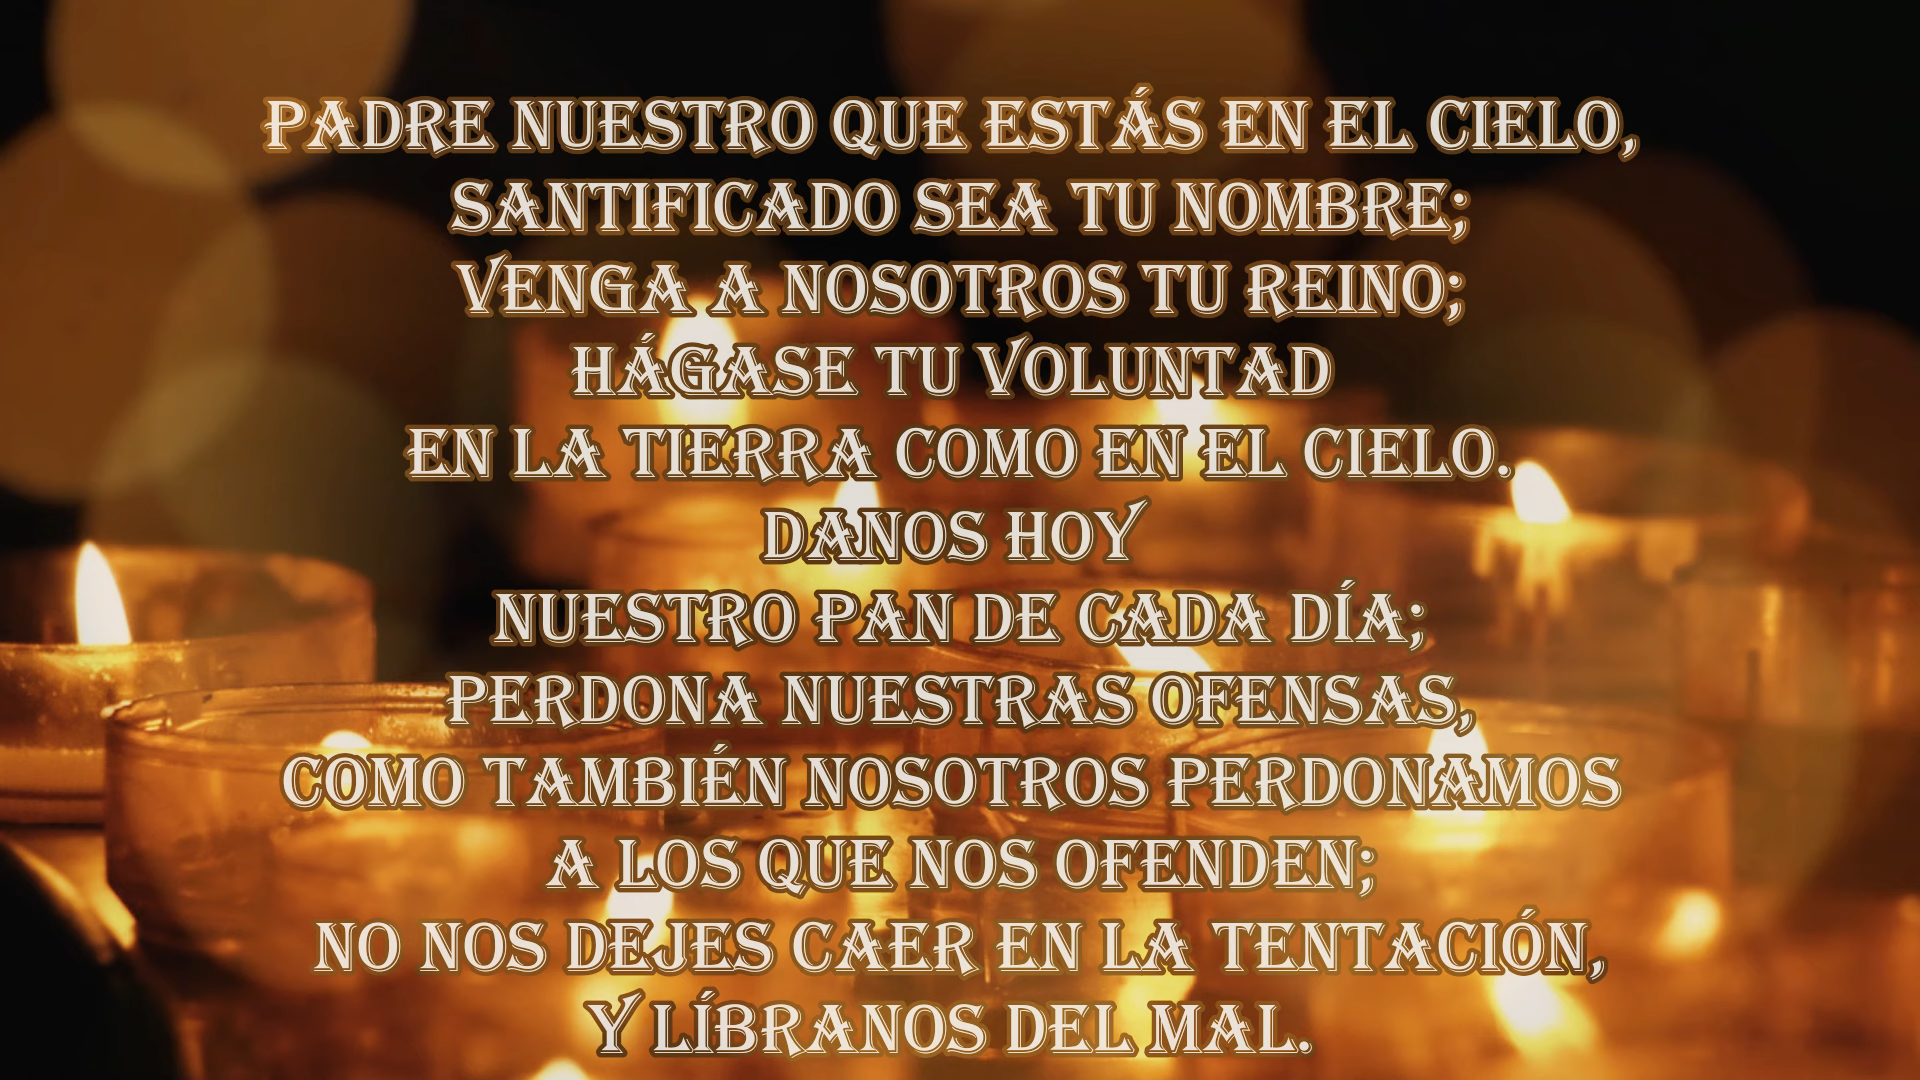 PADRE NUESTRO QUE ESTÁS EN EL CIELO,
SANTIFICADO SEA TU NOMBRE;
VENGA A NOSOTROS TU REINO;
HÁGASE TU VOLUNTAD
EN LA TIERRA COMO EN EL CIELO.
DANOS HOY
NUESTRO PAN DE CADA DÍA;
PERDONA NUESTRAS OFENSAS,
COMO TAMBIÉN NOSOTROS PERDONAMOS
A LOS QUE NOS OFENDEN;
NO NOS DEJES CAER EN LA TENTACIÓN,
Y LÍBRANOS DEL MAL.